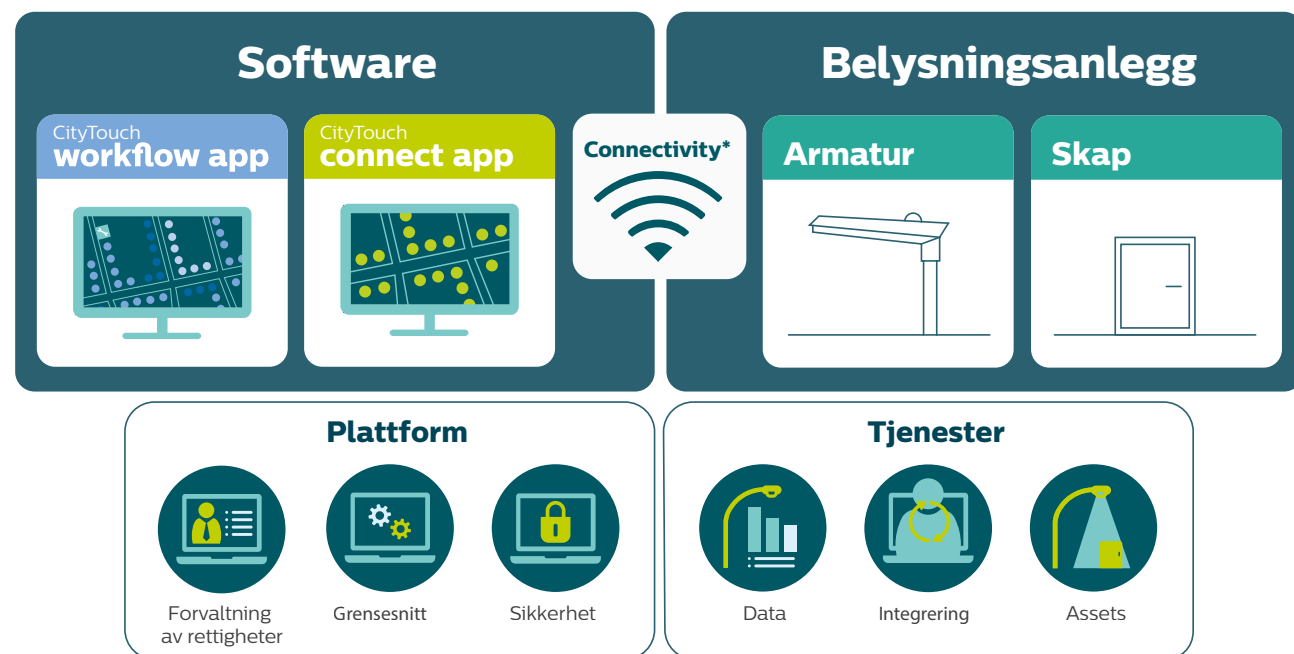 Software
Belysningsanlegg
CityTouch
workflow app
CityTouch
connect app
Connectivity*
Armatur
Skap
Plattform
Tjenester
Forvaltning
av rettigheter
Grensesnitt
Sikkerhet
Data
Integrering
Assets